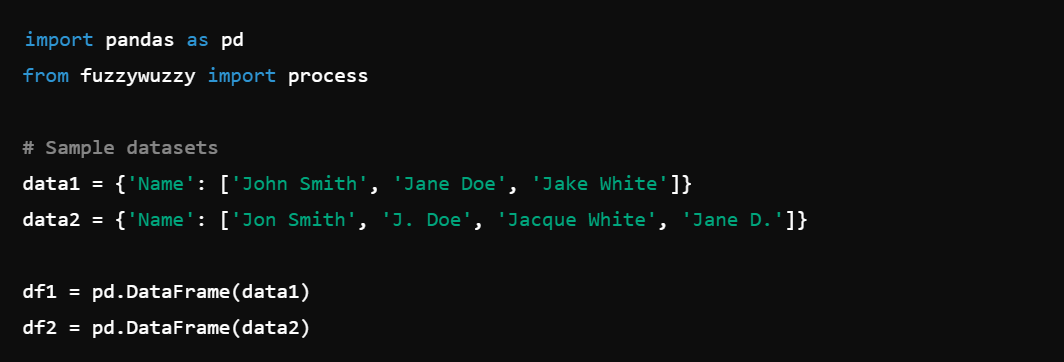 import pandas as pd
from fuzzywuzzy import process
# Sample datasets
data1 = {'Name': ['John Smith', 'Jane Doe', 'Jake White']}
data2 = {'Name': ['Jon Smith', 'J. Doe', 'Jacque White', 'Jane D.']}
df1 = pd.DataFrame(data1)
df2 = pd.DataFrame(data2)